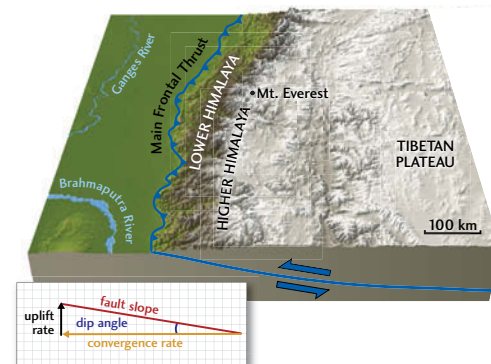 Ganges River
Main Frontal Thrust
LOWER HIMALAYA
HIGHER HIMALAYA
Mt. Everest
TIBETAN
PLATEAU
Brahmaputra
River
100 km
fault slope
uplift
rate
dip angle
convergence rate